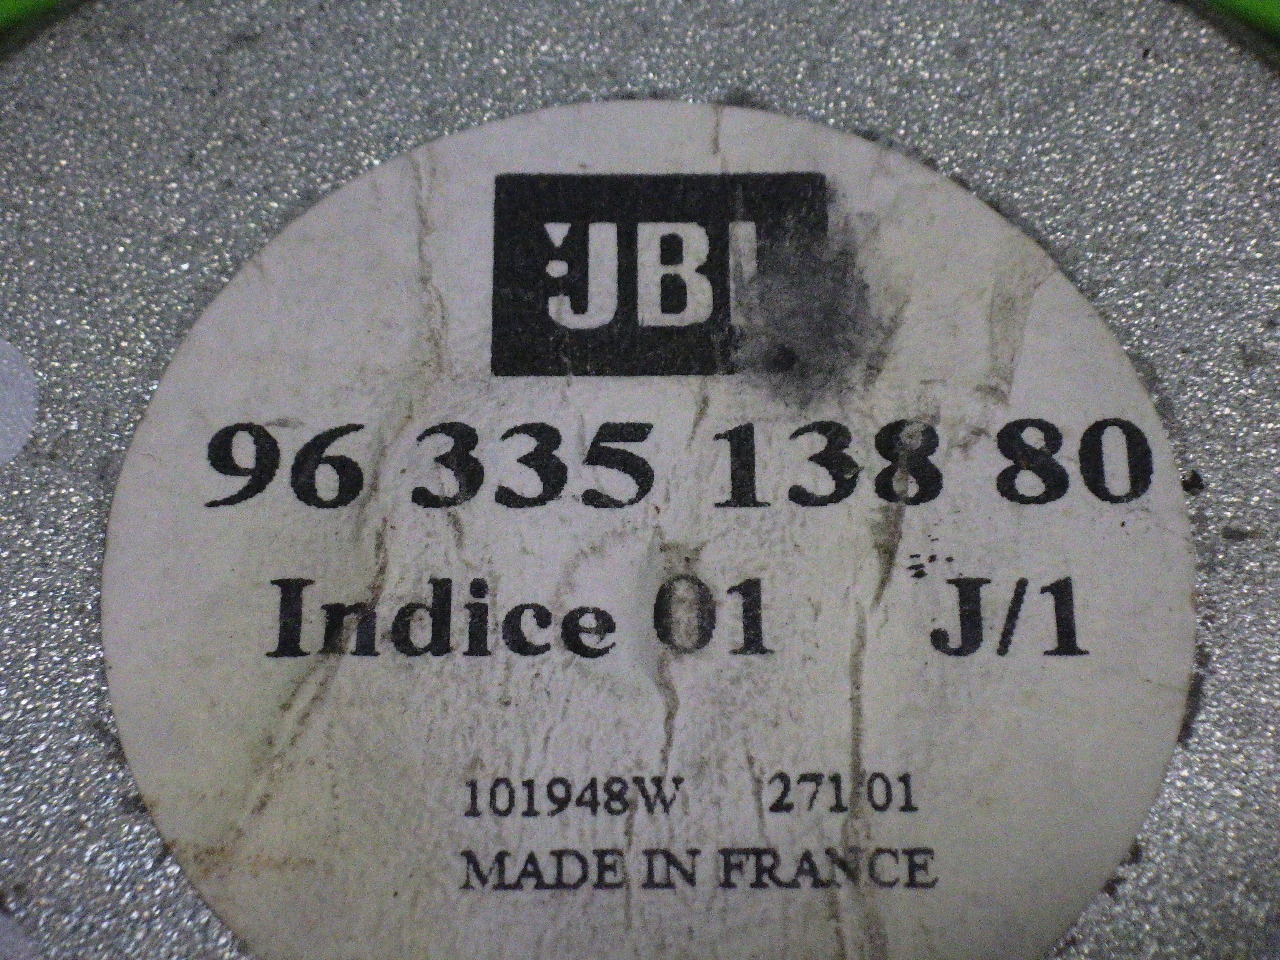 JBL
96 335 138 80
Indice 01 J/1
101948W 271/01
MADE IN FRANCE